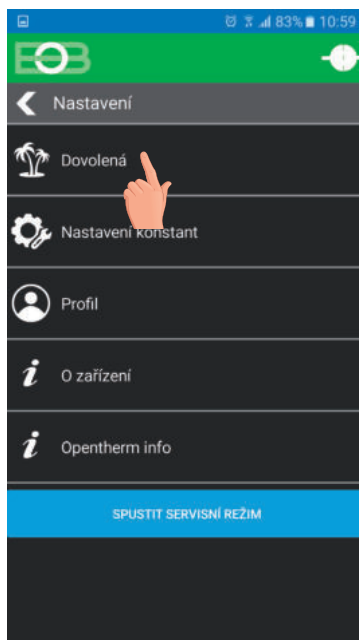 83% 10:59
EOB
Nastavení
Dovolená
Nastavení konstant
Profil
O zařízení
Opentherm info
SPUSTIT SERVISNÍ REŽIM